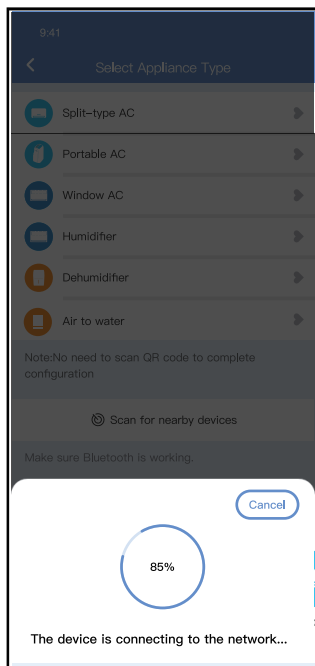 9:41
Select Appliance Type
Split-type AC
Portable AC
Window AC
Humidifier
Dehumidifier
Air to water
Note:No need to scan QR code to complete
configuration
Scan for nearby devices
Make sure Bluetooth is working.
Cancel
85%
The device is connecting to the network...